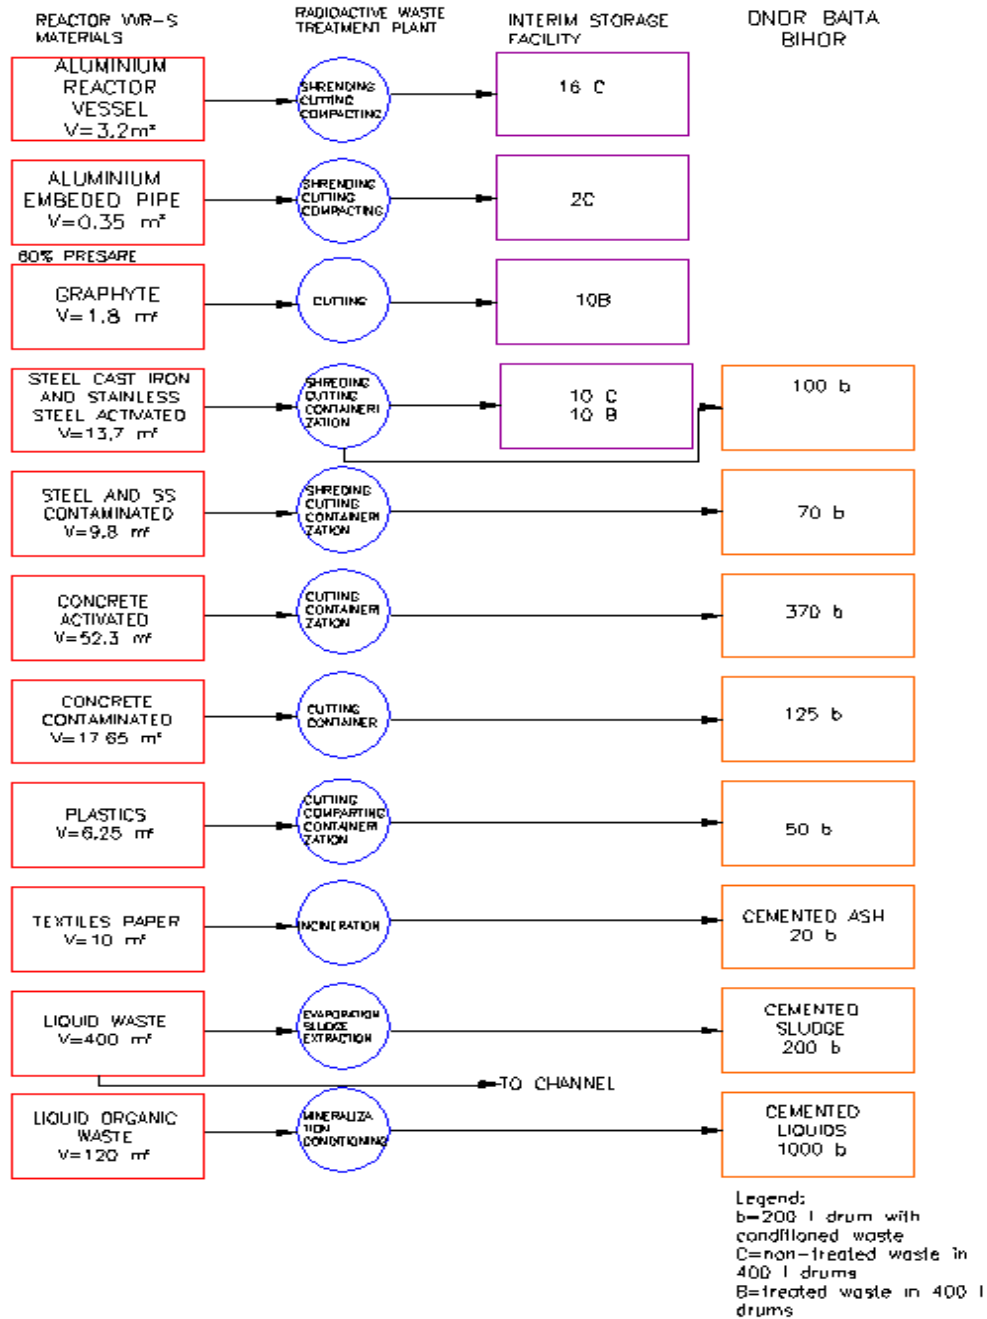 REACTOR VVR-S
MATERIALS
RADIOACTIVE WASTE
TREATMENT PLANT
INTERIM STORAGE
FACILITY
DNDR BAITA
BIHOR
ALUMINIUM
REACTOR
VESSEL
V=3.2m³
SHRENDING
CUTTING
COMPACTING
16 C
ALUMINIUM
EMBEDED PIPE
V=0.35 m³
SHRENDING
CUTTING
COMPACTING
2C
60% PRESARE
GRAPHYTE
V=1.8 m³
CUTTING
10B
STEEL CAST IRON
AND STAINLESS
STEEL ACTIVATED
V=13.7 m³
SHREDING
CUTTING
CONTAINERI
ZATION
10 C
10 B
100 b
STEEL AND SS
CONTAMINATED
V=9.8 m³
SHREDING
CUTTING
CONTAINERI
ZATION
70 b
CONCRETE
ACTIVATED
V=52.3 m³
CUTTING
CONTAINERI
ZATION
370 b
CONCRETE
CONTAMINATED
V=17.65 m³
CUTTING
CONTAINER
125 b
PLASTICS
V=6.25 m³
CUTTING
COMPARTING
CONTAINERI
ZATION
50 b
TEXTILES PAPER
V=10 m³
INCINERATION
CEMENTED ASH
20 b
LIQUID WASTE
V=400 m³
EVAPORATION
SLUDGE
EXTRACTION
CEMENTED
SLUDGE
200 b
TO CHANNEL
LIQUID ORGANIC
WASTE
V=120 m³
MINERALIZA
TION
CONDITIONING
CEMENTED
LIQUIDS
1000 b
Legend:
b=200 l drum with
conditioned waste
C=non-treated waste in
400 l drums
B=treated waste in 400 l
drums